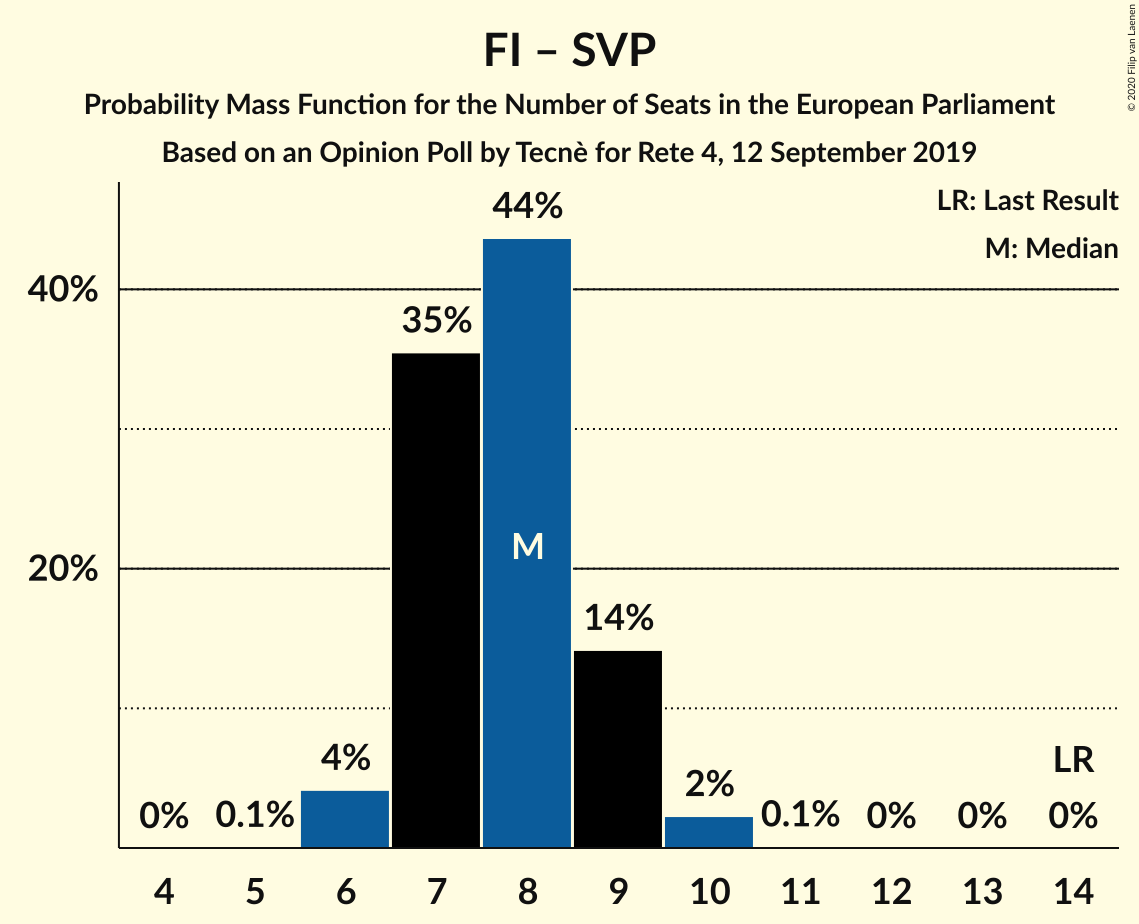 FI – SVP
Probability Mass Function for the Number of Seats in the European Parliament
Based on an Opinion Poll by Tecnè for Rete 4, 12 September 2019
© 2020 Filip van Laenen
LR: Last Result
M: Median
44%
40%
35%
M
20%
14%
4%
2%
LR
0% 0.1% 0.1% 0% 0% 0%
4 5 6 7 8 9 10 11 12 13 14